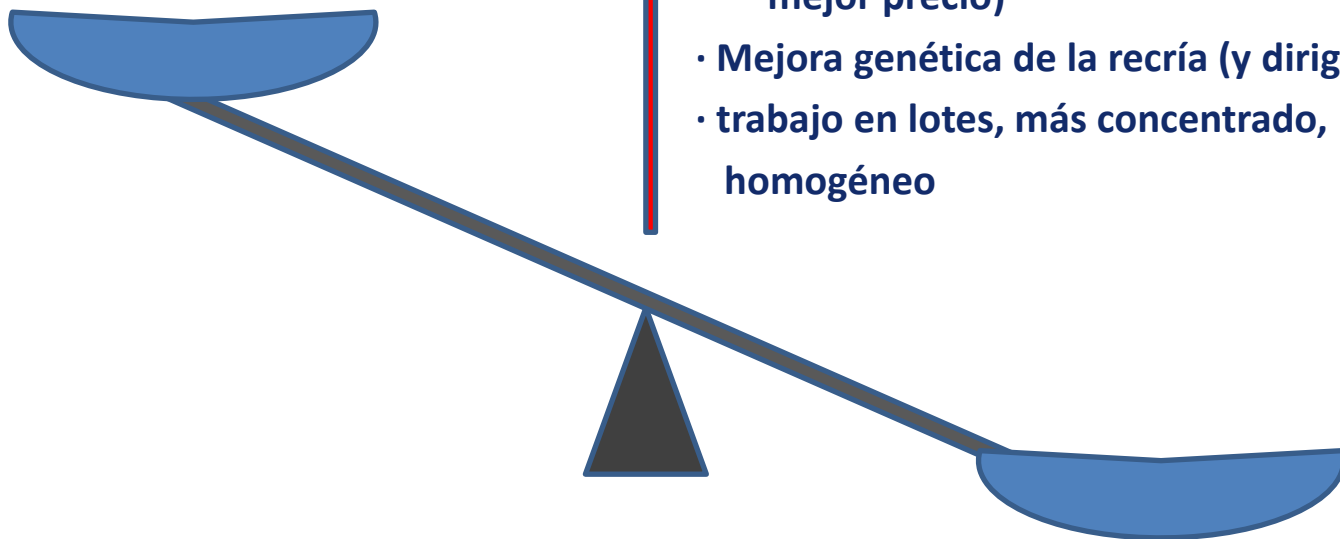 mejor precio)
· Mejora genética de la recría (y dirig
· trabajo en lotes, más concentrado,
homogéneo